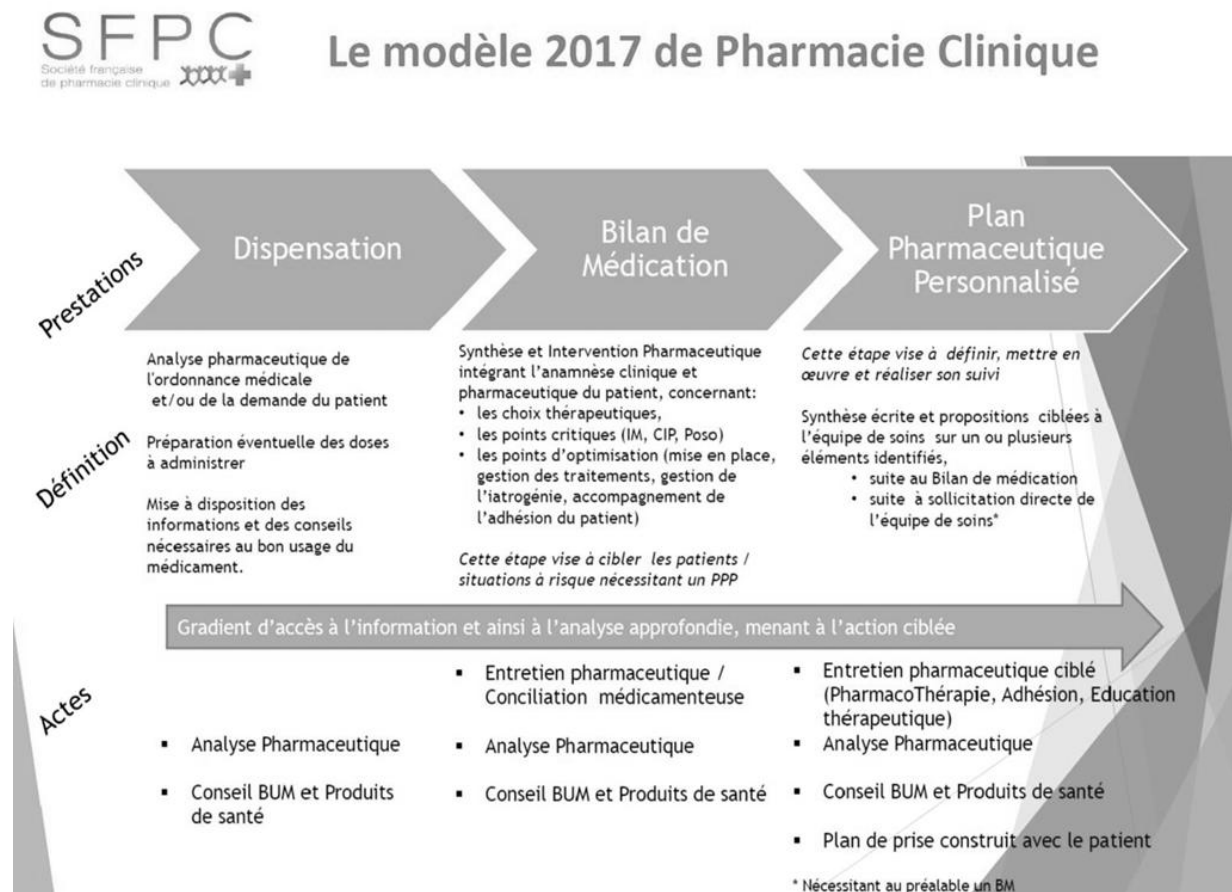 SFPC
Société française
de pharmacie clinique
Le modèle 2017 de Pharmacie Clinique
Prestations
Dispensation
Bilan de
Médication
Plan
Pharmaceutique
Personnalisé
Définition
Analyse pharmaceutique de
l'ordonnance médicale
et/ou de la demande du patient
Préparation éventuelle des doses
à administrer
Mise à disposition des
informations et des conseils
nécessaires au bon usage du
médicament.
Synthèse et Intervention Pharmaceutique
intégrant l'anamnèse clinique et
pharmaceutique du patient, concernant:
• les choix thérapeutiques,
• les points critiques (IM, CIP, Poso)
• les points d'optimisation (mise en place,
gestion des traitements, gestion de
l'iatrogénie, accompagnement de
l'adhésion du patient)
Cette étape vise à cibler les patients /
situations à risque nécessitant un PPP
Cette étape vise à définir, mettre en
œuvre et réaliser son suivi
Synthèse écrite et propositions ciblées à
l'équipe de soins sur un ou plusieurs
éléments identifiés,
• suite au Bilan de médication
• suite à sollicitation directe de
l'équipe de soins*
Gradient d'accès à l'information et ainsi à l'analyse approfondie, menant à l'action ciblée
Actes
▪ Analyse Pharmaceutique
▪ Conseil BUM et Produits
de santé
▪ Entretien pharmaceutique /
Conciliation médicamenteuse
▪ Analyse Pharmaceutique
▪ Conseil BUM et Produits de santé
▪ Entretien pharmaceutique ciblé
(PharmacoThérapie, Adhésion, Education
thérapeutique)
▪ Analyse Pharmaceutique
▪ Conseil BUM et Produits de santé
▪ Plan de prise construit avec le patient
* Nécessitant au préalable un BM